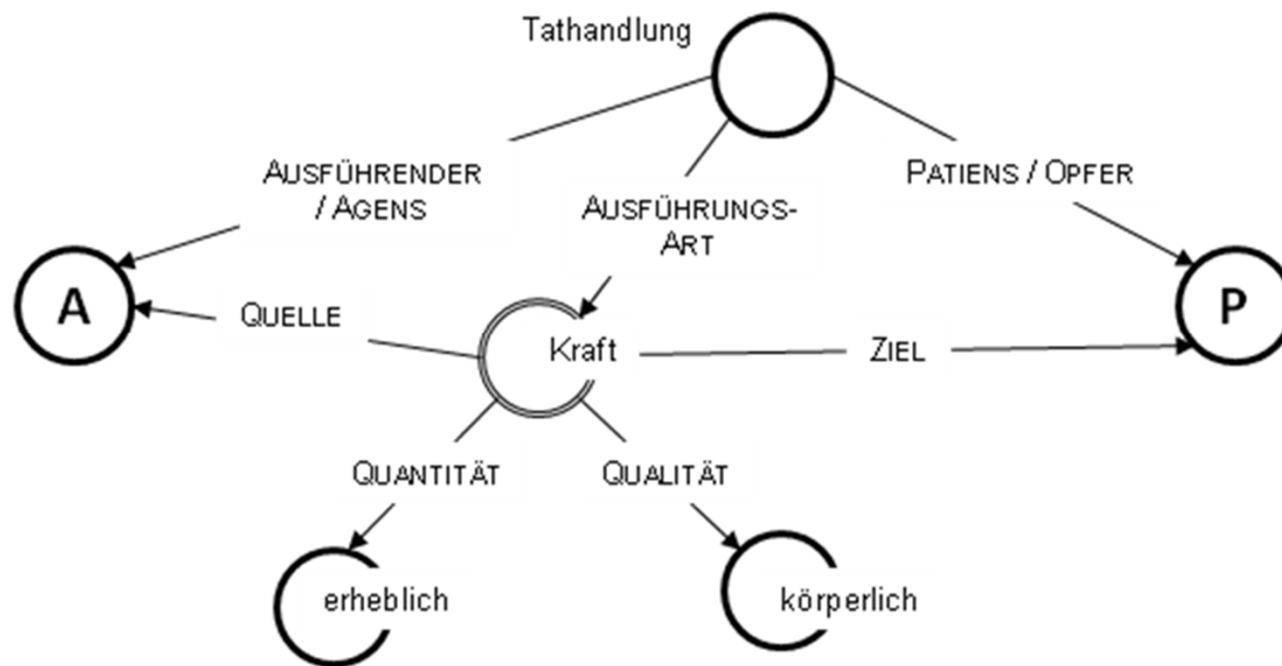 Tathandlung
AUSFÜHRENDER
/ AGENS
AUSFÜHRUNGS-
ART
PATIENS / OPFER
A
QUELLE
Kraft
ZIEL
P
QUANTITÄT
QUALITÄT
erheblich
körperlich